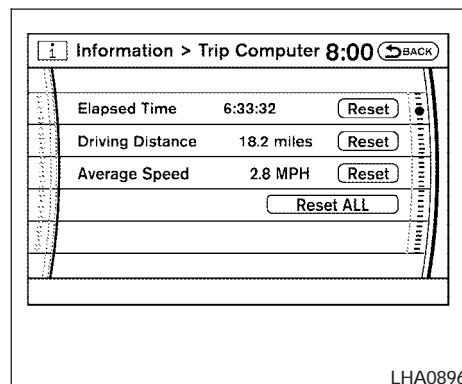 i Information > Trip Computer 8:00 BACK
Elapsed Time 6:33:32 Reset
Driving Distance 18.2 miles Reset
Average Speed 2.8 MPH Reset
Reset ALL
LHA0896